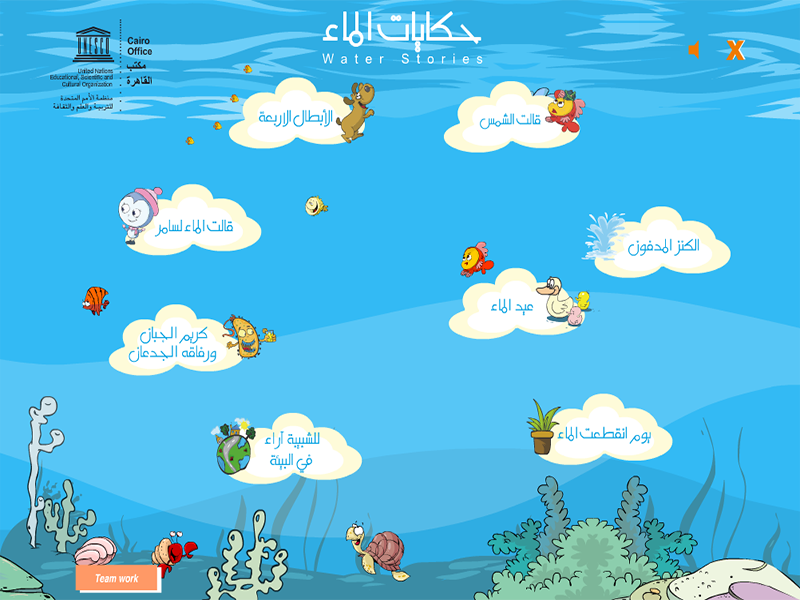 حكايات الماء
Water Stories
UNESCO
United Nations
Educational, Scientific and
Cultural Organization
منظمة الأمم المتحدة
للتربية والعلم والثقافة
Cairo
Office
مكتب
القاهرة
X
الأبطال الاربعة
قالت الشمس
قالت الماء لسامر
الكنز المدفون
عيد الماء
كريم الجبان
ورفاقه الجدعان
للشبيبة آراء
في البيئة
يوم انقطعت الماء
Team work